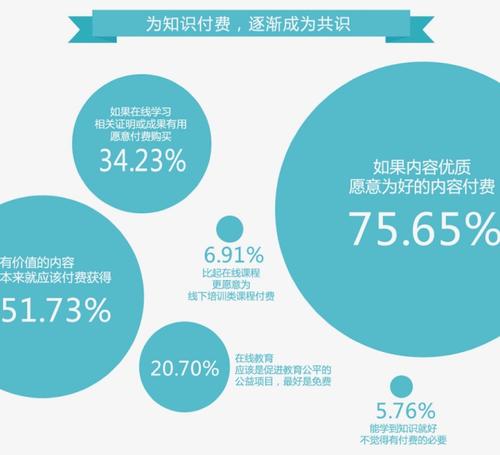 为知识付费，逐渐成为共识
如果在线学习
相关证明或成果有用
愿意付费购买
34.23%
如果内容优质
愿意为好的内容付费
75.65%
有价值的内容
本来就应该付费获得
51.73%
6.91%
比起在线课程
更愿意为
线下培训类课程付费
20.70%
在线教育
应该是促进教育公平的
公益项目，最好是免费
5.76%
能学到知识就好
不觉得有付费的必要